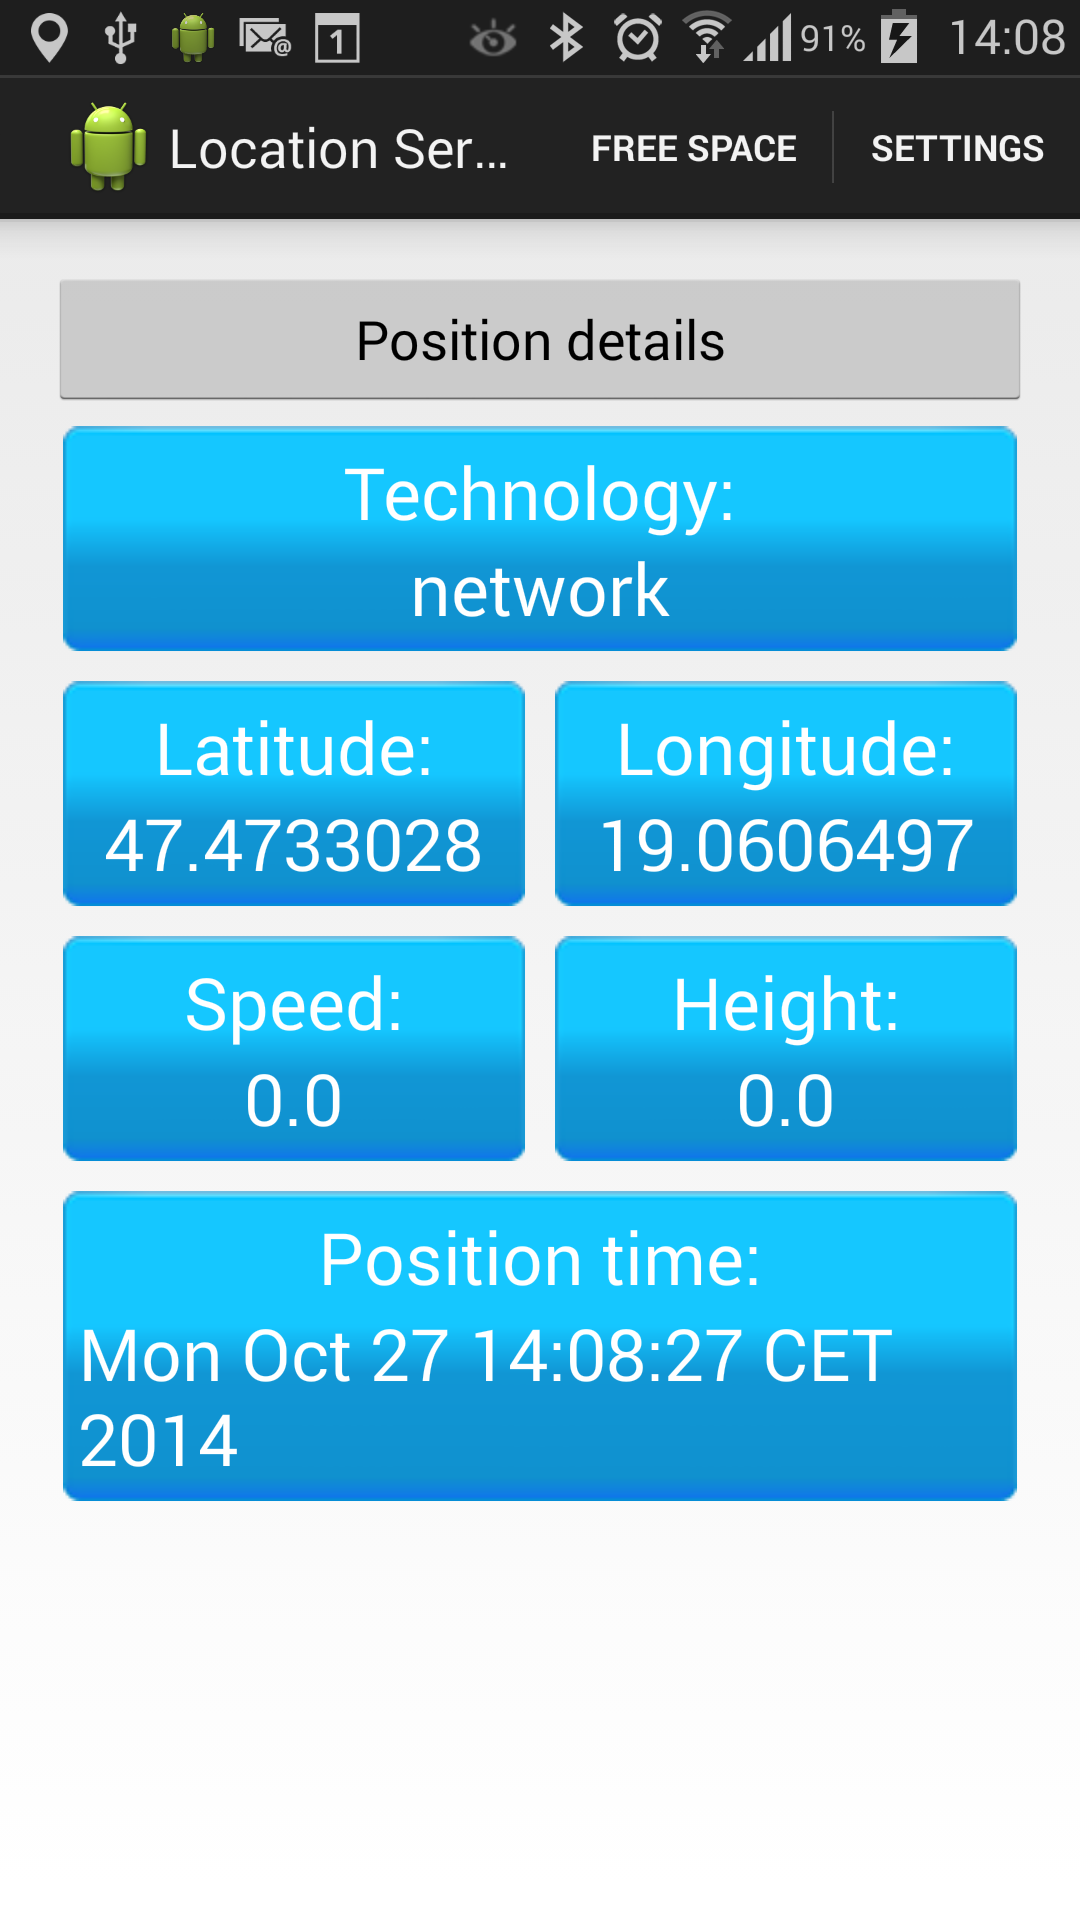 1 91% 14:08
Location Ser... FREE SPACE SETTINGS
Position details
Technology:
network
Latitude: Longitude:
47.4733028 19.0606497
Speed: Height:
0.0 0.0
Position time:
Mon Oct 27 14:08:27 CET
2014